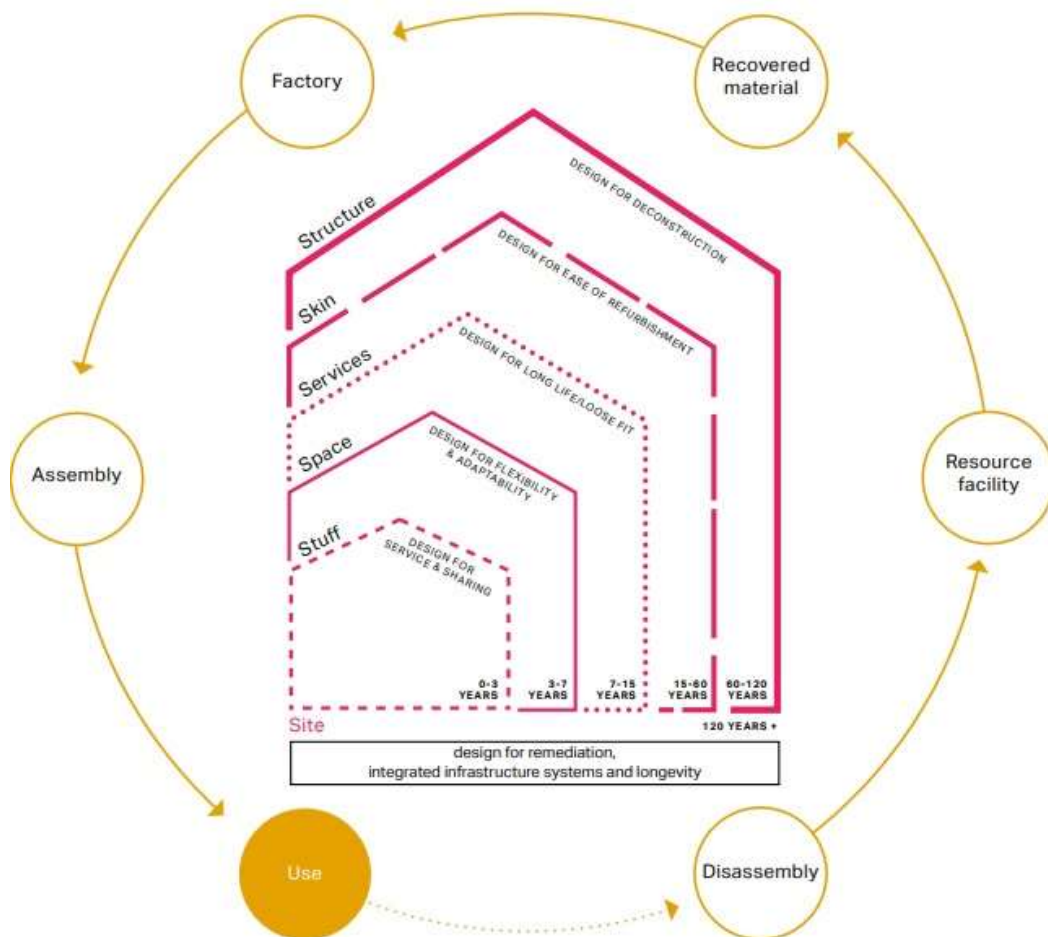 Factory
Recovered
material
Structure
DESIGN FOR DECONSTRUCTION
Skin
DESIGN FOR EASE OF REFURBISHMENT
Services
DESIGN FOR LONG LIFE/LOOSE FIT
Space
DESIGN FOR FLEXIBILITY
& ADAPTABILITY
Stuff
DESIGN FOR
SERVICE & SHARING
Assembly
Resource
facility
0-3
YEARS
3-7
YEARS
7-15
YEARS
15-60
YEARS
60-120
YEARS
Site
120 YEARS +
design for remediation,
integrated infrastructure systems and longevity
Use
Disassembly